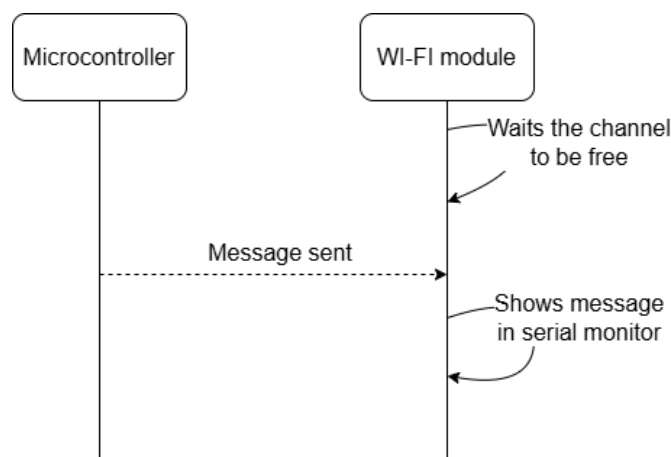 Microcontroller
WI-FI module
Waits the channel
to be free
Message sent
Shows message
in serial monitor